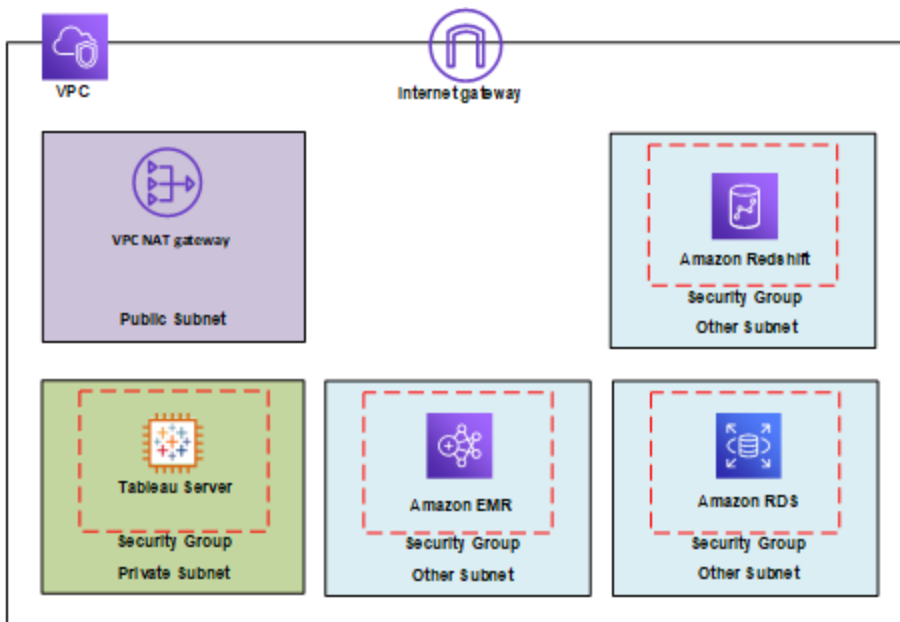 VPC
Internet gateway
VPC NAT gateway
Public Subnet
Amazon Redshift
Security Group
Other Subnet
Tableau Server
Security Group
Private Subnet
Amazon EMR
Security Group
Other Subnet
Amazon RDS
Security Group
Other Subnet